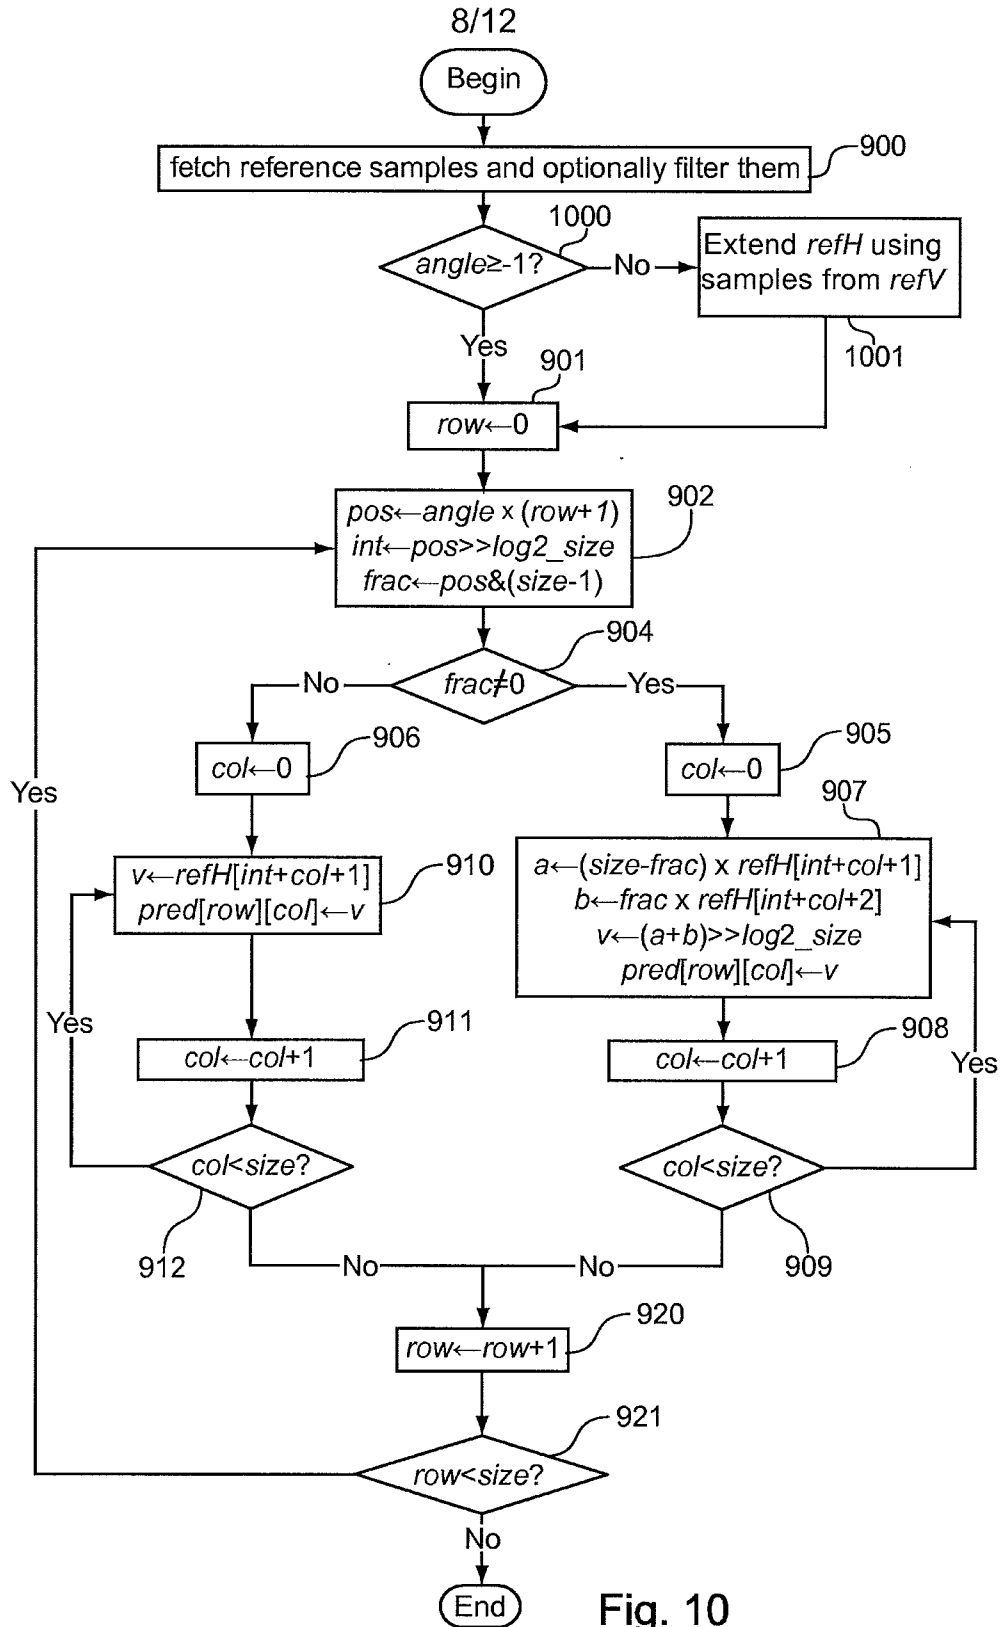 8/12
Begin
fetch reference samples and optionally filter them
900
1000
angle≥-1?
No
Extend refH using
samples from refV
1001
Yes
901
row←0
902
pos←angle x (row+1)
int←pos>>log2_size
frac←pos&(size-1)
904
frac≠0
No
Yes
906
col←0
905
col←0
Yes
907
v←refH[int+col+1]
pred[row][col]←v
910
a←(size-frac) x refH[int+col+1]
b←frac x refH[int+col+2]
v←(a+b)>>log2_size
pred[row][col]←v
Yes
911
col←col+1
908
col←col+1
Yes
col<size?
912
col<size?
909
No
No
920
row←row+1
921
row<size?
No
End
Fig. 10